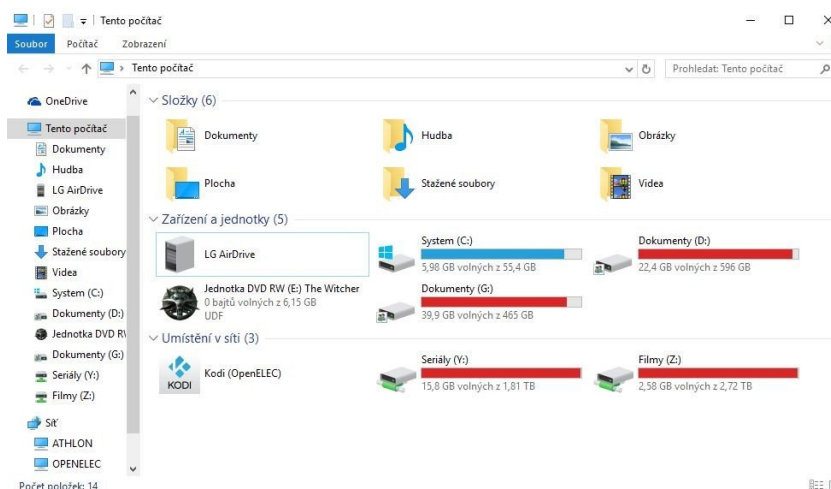 Tento počítač
Soubor Počítač Zobrazení
Tento počítač
Prohledat: Tento počítač
OneDrive
Tento počítač
Dokumenty
Hudba
LG AirDrive
Obrázky
Plocha
Stažené soubory
Videa
System (C:)
Dokumenty (D:)
Jednotka DVD
Dokumenty (G:)
Seriály (Y:)
Filmy (Z:)
Síť
ATHLON
OPENELEC
Složky (6)
Dokumenty
Hudba
Obrázky
Plocha
Stažené soubory
Videa
Zařízení a jednotky (5)
LG AirDrive
System (C:)
5,98 GB volných z 55,4 GB
Dokumenty (D:)
22,4 GB volných z 596 GB
Jednotka DVD RW (E:) The Witcher
0 bajtů volných z 6,15 GB
UDF
Dokumenty (G:)
39,9 GB volných z 465 GB
Umístění v síti (3)
KODI
Kodi (OpenELEC)
Seriály (Y:)
15,8 GB volných z 1,81 TB
Filmy (Z:)
2,58 GB volných z 2,72 TB
Počet položek: 14